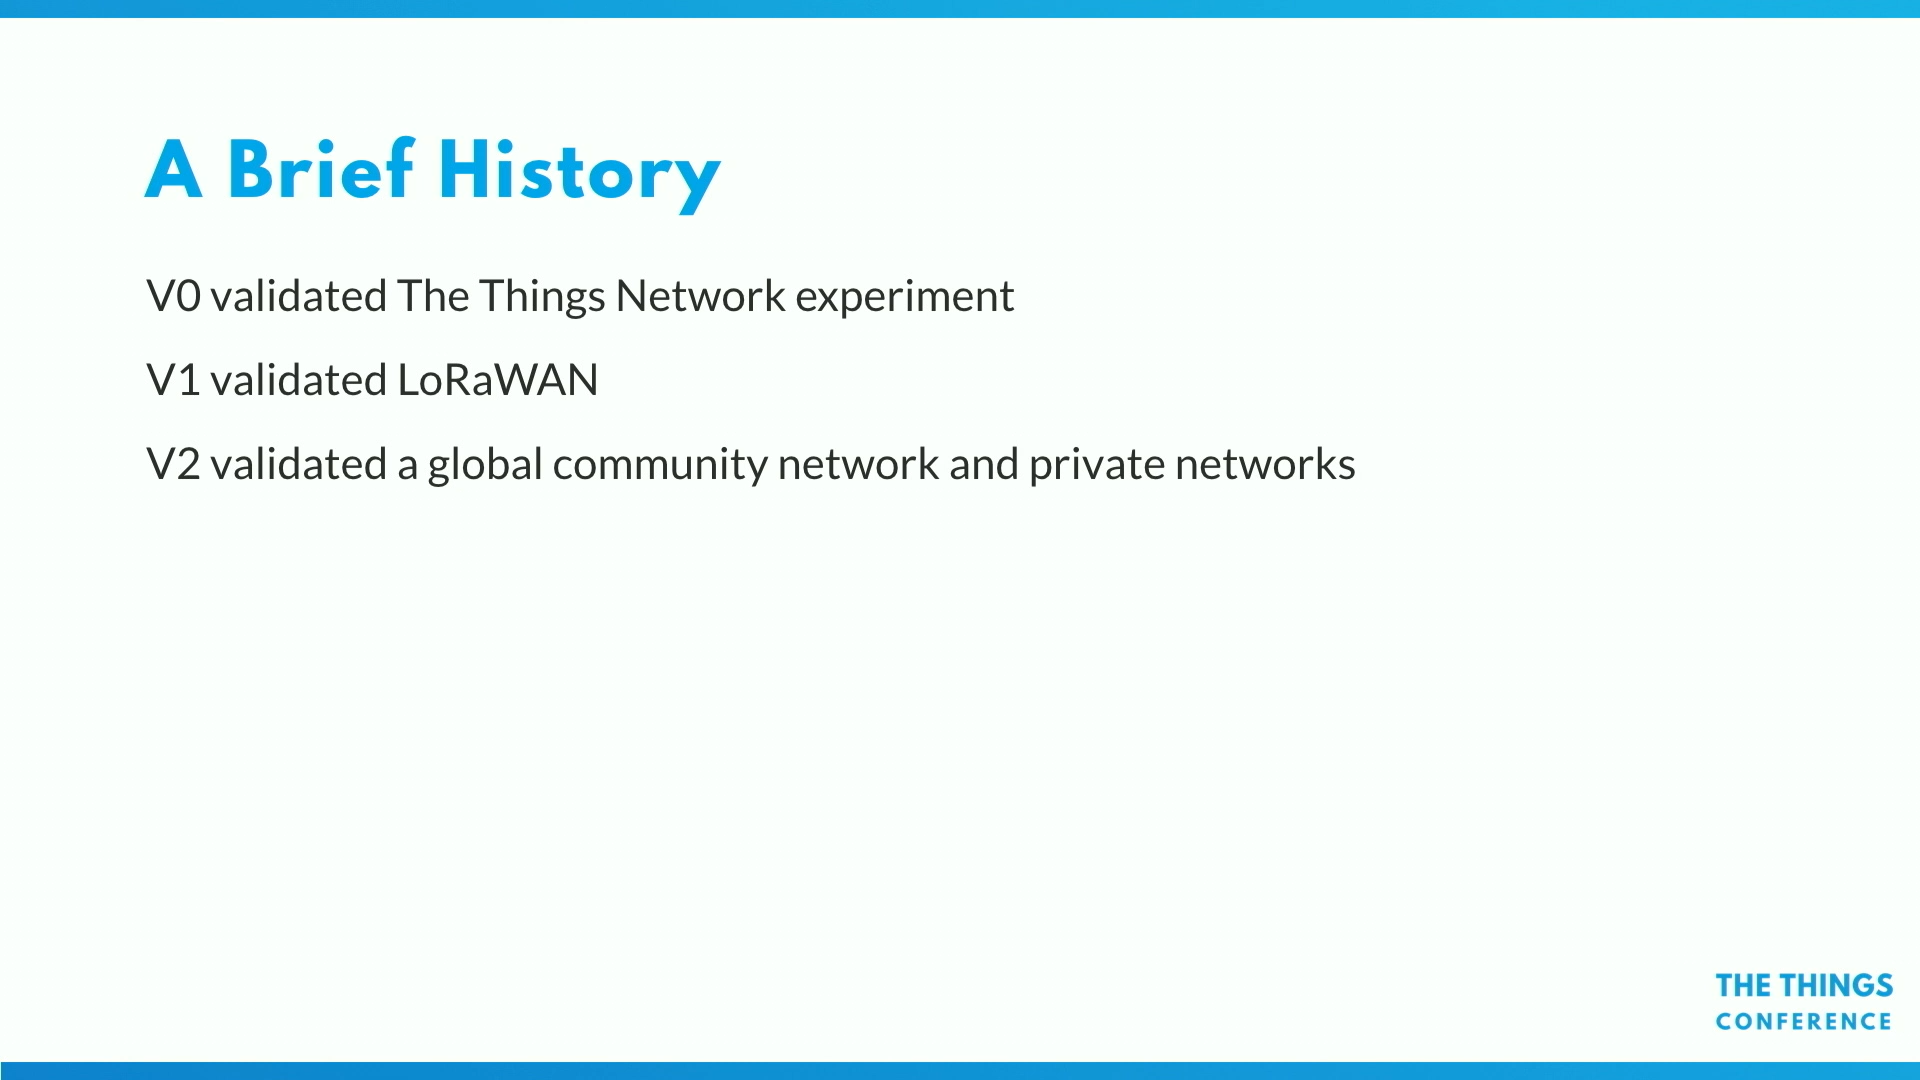 A Brief History
V0 validated The Things Network experiment
V1 validated LoRaWAN
V2 validated a global community network and private networks
THE THINGS
CONFERENCE